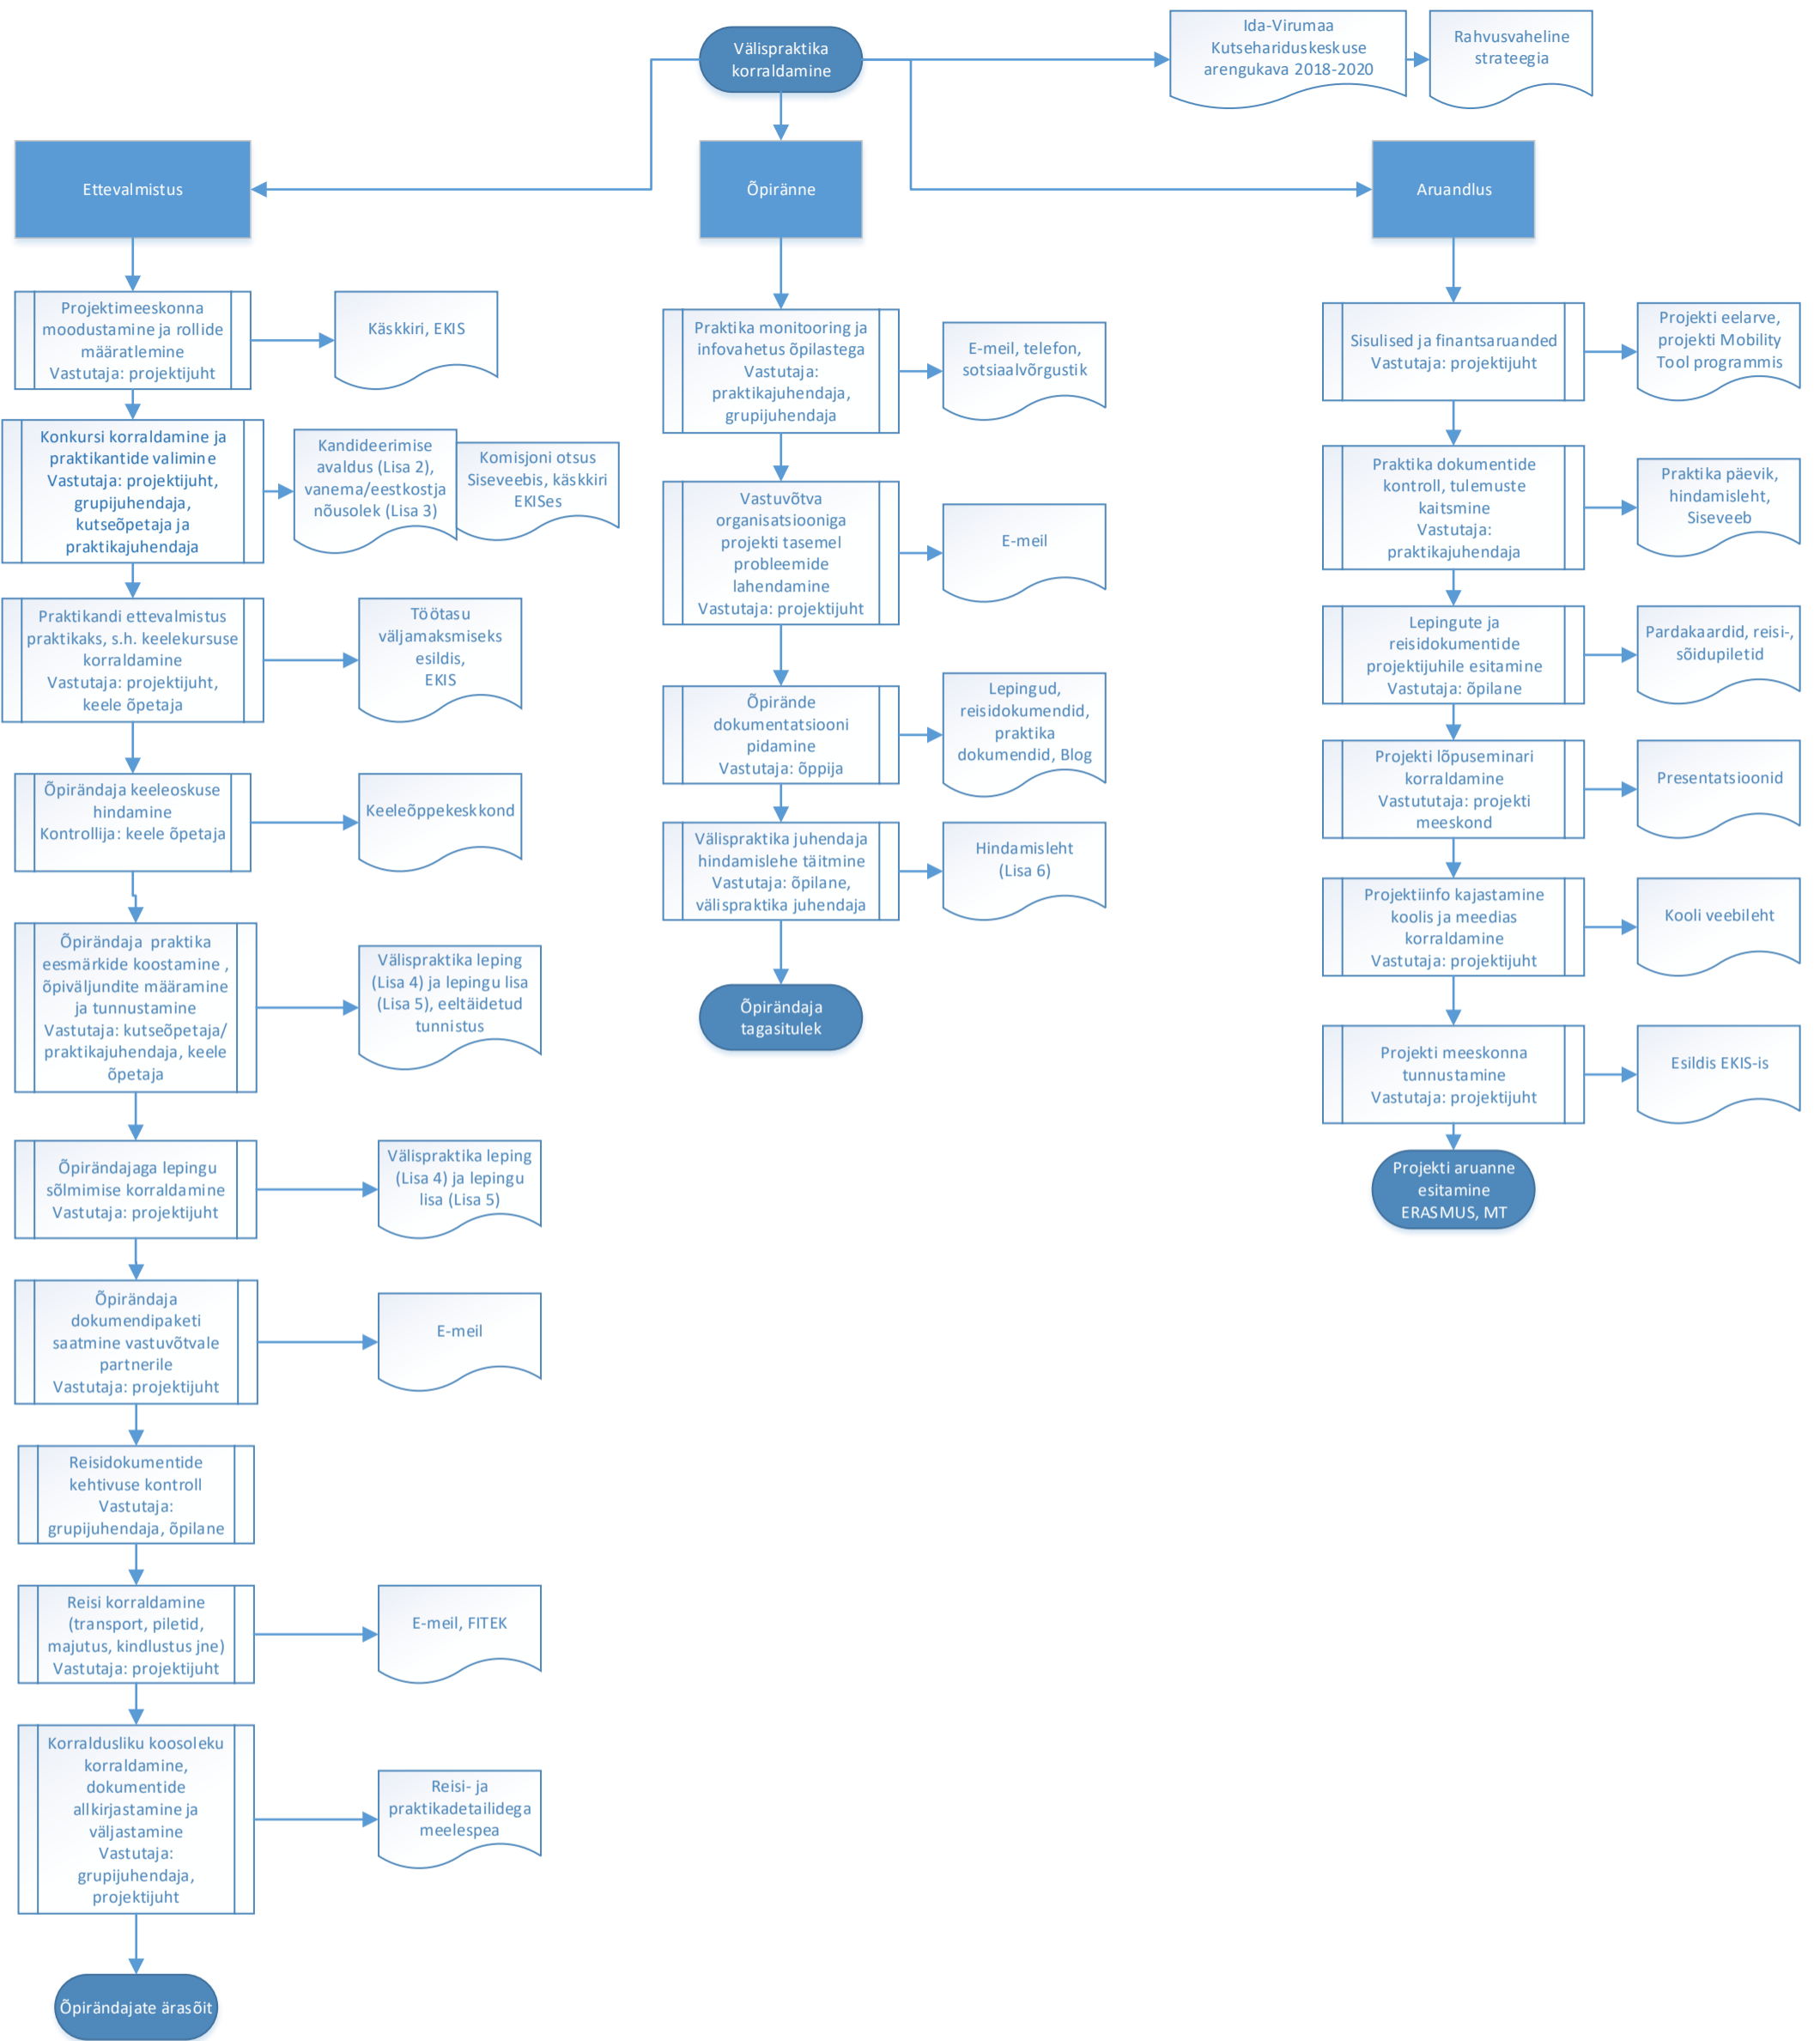 Välispraktika
korraldamine
Ida-Virumaa
Kutsehariduskeskuse
arengukava 2018-2020
Rahvusvaheline
strateegia
Ettevalmistus
Õpiränne
Aruandlus
Projektimeeskonna
moodustamine ja rollide
määratlemine
Vastutaja: projektijuht
Käskkiri, EKIS
Konkursi korraldamine ja
praktikantide valimine
Vastutaja: projektijuht,
grupijuhendaja,
kutseõpetaja ja
praktikajuhendaja
Kandideerimise
avaldus (Lisa 2),
vanema/eestkostja
nõusolek (Lisa 3)
Komisjoni otsus
Siseveebis, käskkiri
EKISes
Praktikandi ettevalmistus
praktikaks, s.h. keelekursuse
korraldamine
Vastutaja: projektijuht,
keele õpetaja
Töötasu
väljamaksmiseks
esildis,
EKIS
Õpirändaja keeleoskuse
hindamine
Kontrollija: keele õpetaja
Keeleõppekeskkond
Õpirändaja  praktika
eesmärkide koostamine ,
õpiväljundite määramine
ja tunnustamine
Vastutaja: kutseõpetaja/
praktikajuhendaja, keele
õpetaja
Välispraktika leping
(Lisa 4) ja lepingu lisa
(Lisa 5), eeltäidetud
tunnistus
Õpirändajaga lepingu
sõlmimise korraldamine
Vastutaja: projektijuht
Välispraktika leping
(Lisa 4) ja lepingu
lisa (Lisa 5)
Õpirändaja
dokumendipaketi
saatmine vastuvõtvale
partnerile
Vastutaja: projektijuht
E-meil
Reisidokumentide
kehtivuse kontroll
Vastutaja:
grupijuhendaja, õpilane
Reisi korraldamine
(transport, piletid,
majutus, kindlustus jne)
Vastutaja: projektijuht
E-meil, FITEK
Korraldusliku koosoleku
korraldamine,
dokumentide
allkirjastamine ja
väljastamine
Vastutaja:
grupijuhendaja,
projektijuht
Reisi- ja
praktikadetailidega
meelespea
Õpirändajate ärasõit
Praktika monitooring ja
infovahetus õpilastega
Vastutaja:
praktikajuhendaja,
grupijuhendaja
E-meil, telefon,
sotsiaalvõrgustik
Vastuvõtva
organisatsiooniga
projekti tasemel
probleemide
lahendamine
Vastutaja: projektijuht
E-meil
Õpirände
dokumentatsiooni
pidamine
Vastutaja: õppija
Lepingud,
reisidokumendid,
praktika
dokumendid, Blog
Välispraktika juhendaja
hindamislehe täitmine
Vastutaja: õpilane,
välispraktika juhendaja
Hindamisleht
(Lisa 6)
Õpirändaja
tagasitulek
Sisulised ja finantsaruanded
Vastutaja: projektijuht
Projekti eelarve,
projekti Mobility
Tool programmis
Praktika dokumentide
kontroll, tulemuste
kaitsmine
Vastutaja:
praktikajuhendaja
Praktika päevik,
hindamisleht,
Siseveeb
Lepingute ja
reisidokumentide
projektijuhile esitamine
Vastutaja: õpilane
Pardakaardid, reisi-,
sõidupiletid
Projekti lõpuseminari
korraldamine
Vastututaja: projekti
meeskond
Presentatsioonid
Projektiinfo kajastamine
koolis ja meedias
korraldamine
Vastutaja: projektijuht
Kooli veebileht
Projekti meeskonna
tunnustamine
Vastutaja: projektijuht
Esildis EKIS-is
Projekti aruanne
esitamine
ERASMUS, MT